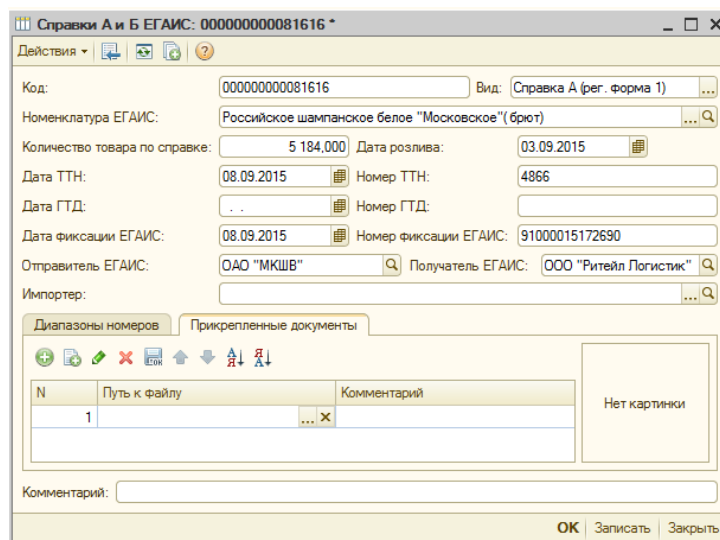 Справки А и Б ЕГАИС: 000000000081616 *
Действия
Код: 000000000081616 Вид: Справка А (рег. форма 1) ...
Номенклатура ЕГАИС: Российское шампанское белое "Московское"( брют) ...
Количество товара по справке: 5 184,000 Дата розлива: 03.09.2015
Дата ТТН: 08.09.2015 Номер ТТН: 4866
Дата ГТД: . . Номер ГТД:
Дата фиксации ЕГАИС: 08.09.2015 Номер фиксации ЕГАИС: 91000015172690
Отправитель ЕГАИС: ОАО "МКШВ" Получатель ЕГАИС: ООО "Ритейл Логистик"
Импортер: ...
Диапазоны номеров Прикрепленные документы
N Путь к файлу Комментарий
1 ...
Нет картинки
Комментарий:
OK Записать Закрыть